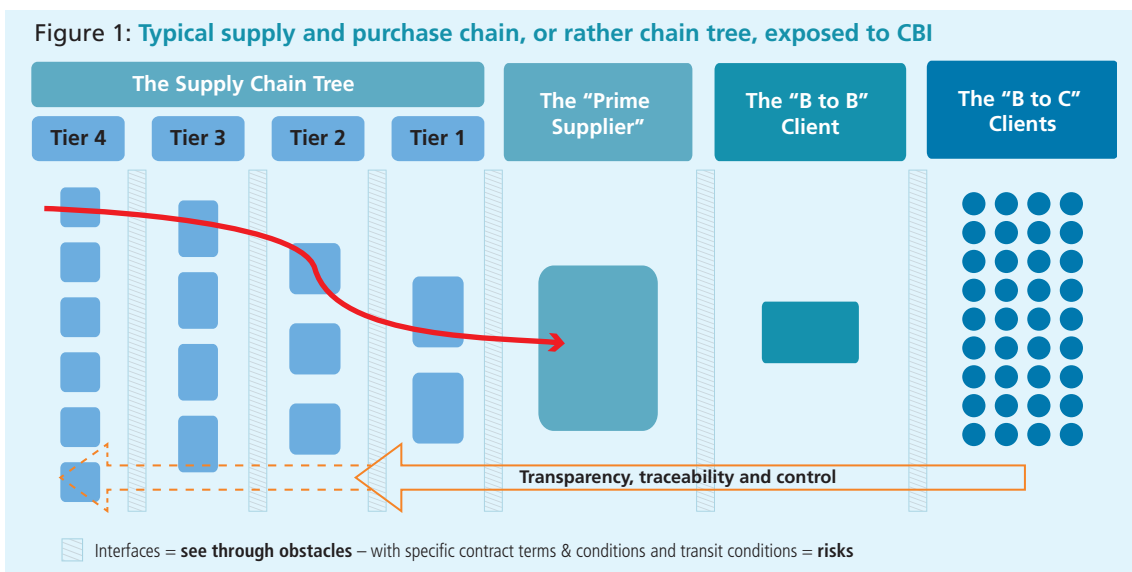 Figure 1: Typical supply and purchase chain, or rather chain tree, exposed to CBI
The Supply Chain Tree
Tier 4
Tier 3
Tier 2
Tier 1
The “Prime
Supplier”
The “B to B”
Client
The “B to C”
Clients
Transparency, traceability and control
Interfaces = see through obstacles – with specific contract terms & conditions and transit conditions = risks